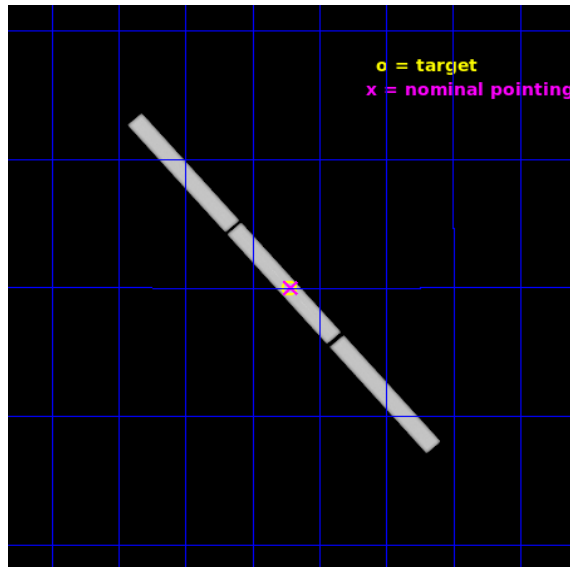 o = target
x = nominal pointing